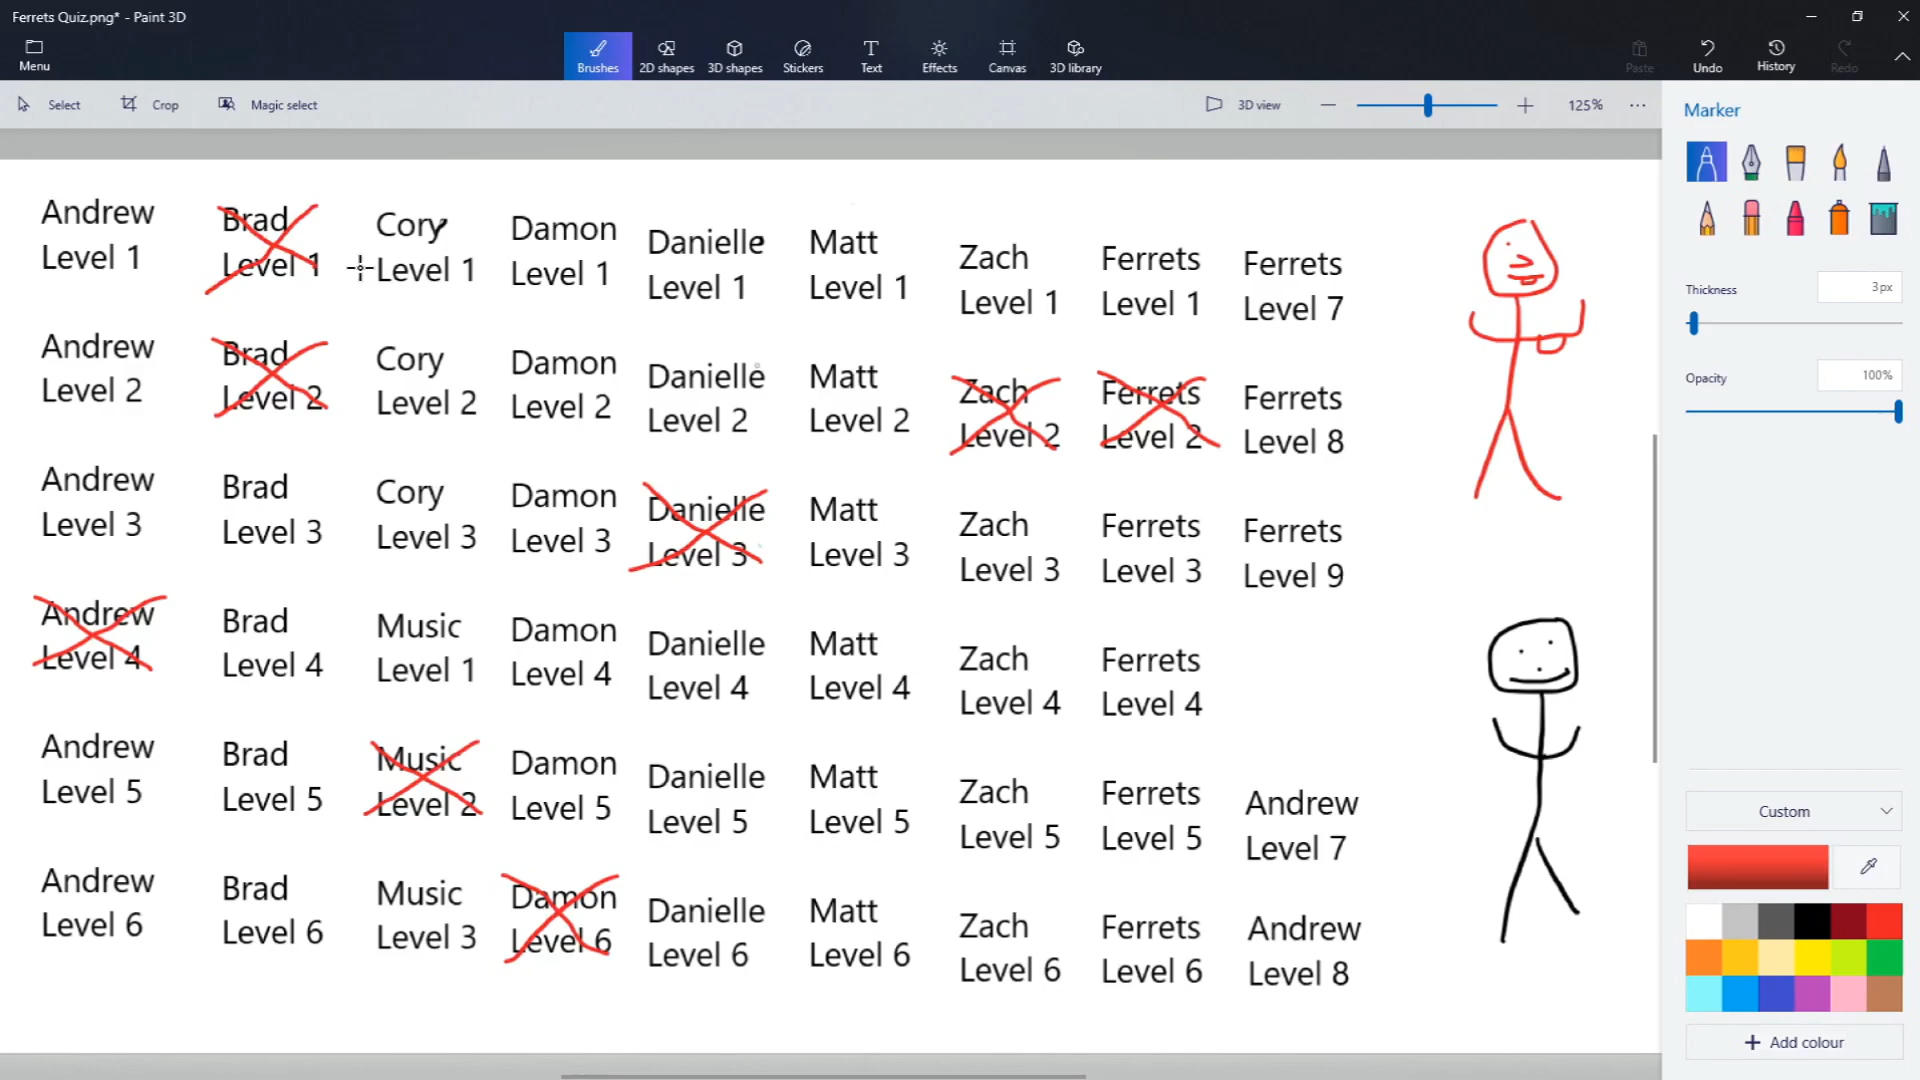 Ferrets Quiz.png* - Paint 3D
Menu
Brushes
2D shapes
3D shapes
Stickers
Text
Effects
Canvas
3D library
Paste
Undo
History
Redo
Select
Crop
Magic select
3D view
125%
Andrew
Level 1
Brad
Level 1
Cory
Level 1
Damon
Level 1
Danielle
Level 1
Matt
Level 1
Zach
Level 1
Ferrets
Level 1
Ferrets
Level 7
Andrew
Level 2
Brad
Level 2
Cory
Level 2
Damon
Level 2
Danielle
Level 2
Matt
Level 2
Zach
Level 2
Ferrets
Level 2
Ferrets
Level 8
Andrew
Level 3
Brad
Level 3
Cory
Level 3
Damon
Level 3
Danielle
Level 3
Matt
Level 3
Zach
Level 3
Ferrets
Level 3
Ferrets
Level 9
Andrew
Level 4
Brad
Level 4
Music
Level 1
Damon
Level 4
Danielle
Level 4
Matt
Level 4
Zach
Level 4
Ferrets
Level 4
Andrew
Level 5
Brad
Level 5
Music
Level 2
Damon
Level 5
Danielle
Level 5
Matt
Level 5
Zach
Level 5
Ferrets
Level 5
Andrew
Level 7
Andrew
Level 6
Brad
Level 6
Music
Level 3
Damon
Level 6
Danielle
Level 6
Matt
Level 6
Zach
Level 6
Ferrets
Level 6
Andrew
Level 8
Marker
Thickness
3px
Opacity
100%
Custom
Add colour